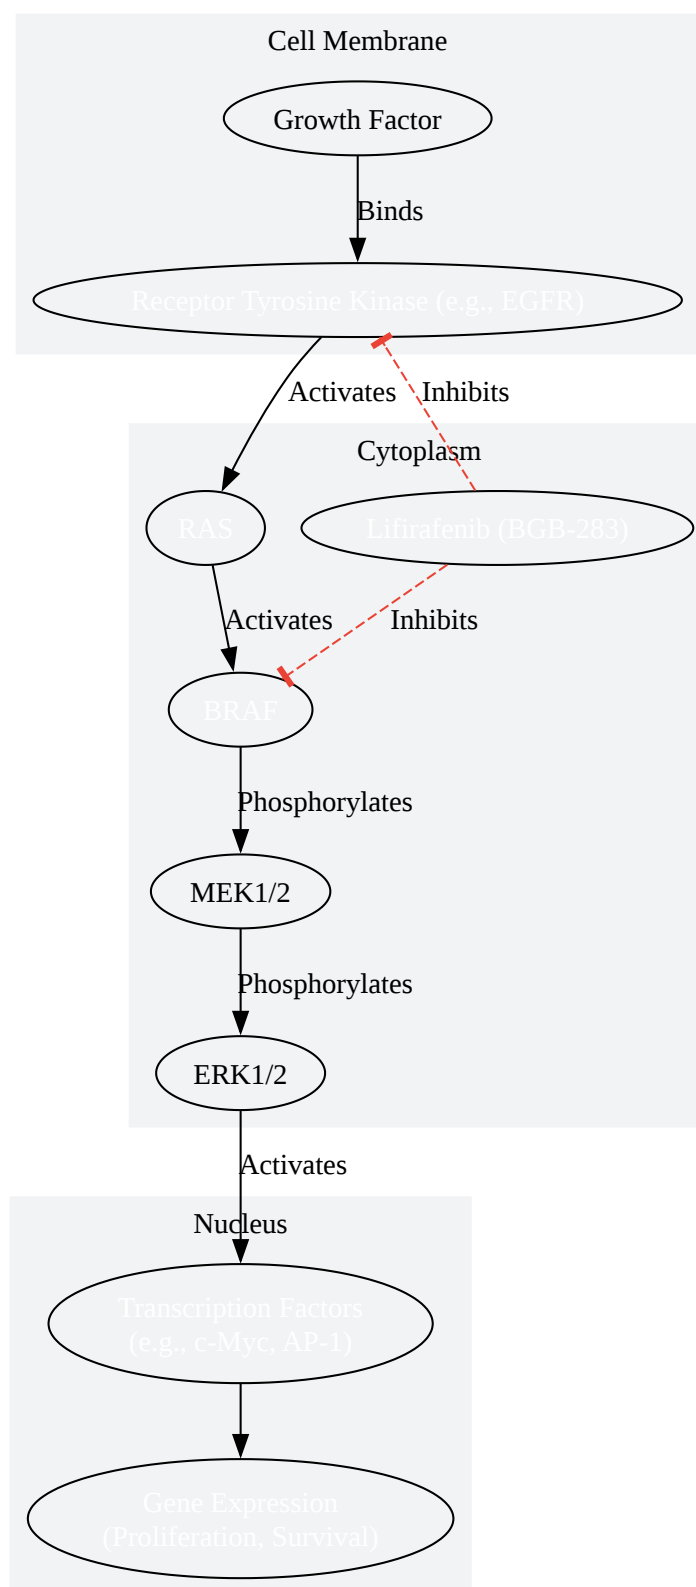 Cell Membrane
Growth Factor
Binds
Receptor Tyrosine Kinase (e.g., EGFR)
Activates
Inhibits
Cytoplasm
RAS
Lifirafenib (BGB-283)
Activates
Inhibits
BRAF
Phosphorylates
MEK1/2
Phosphorylates
ERK1/2
Activates
Nucleus
Transcription Factors
(e.g., c-Myc, AP-1)
Gene Expression
(Proliferation, Survival)